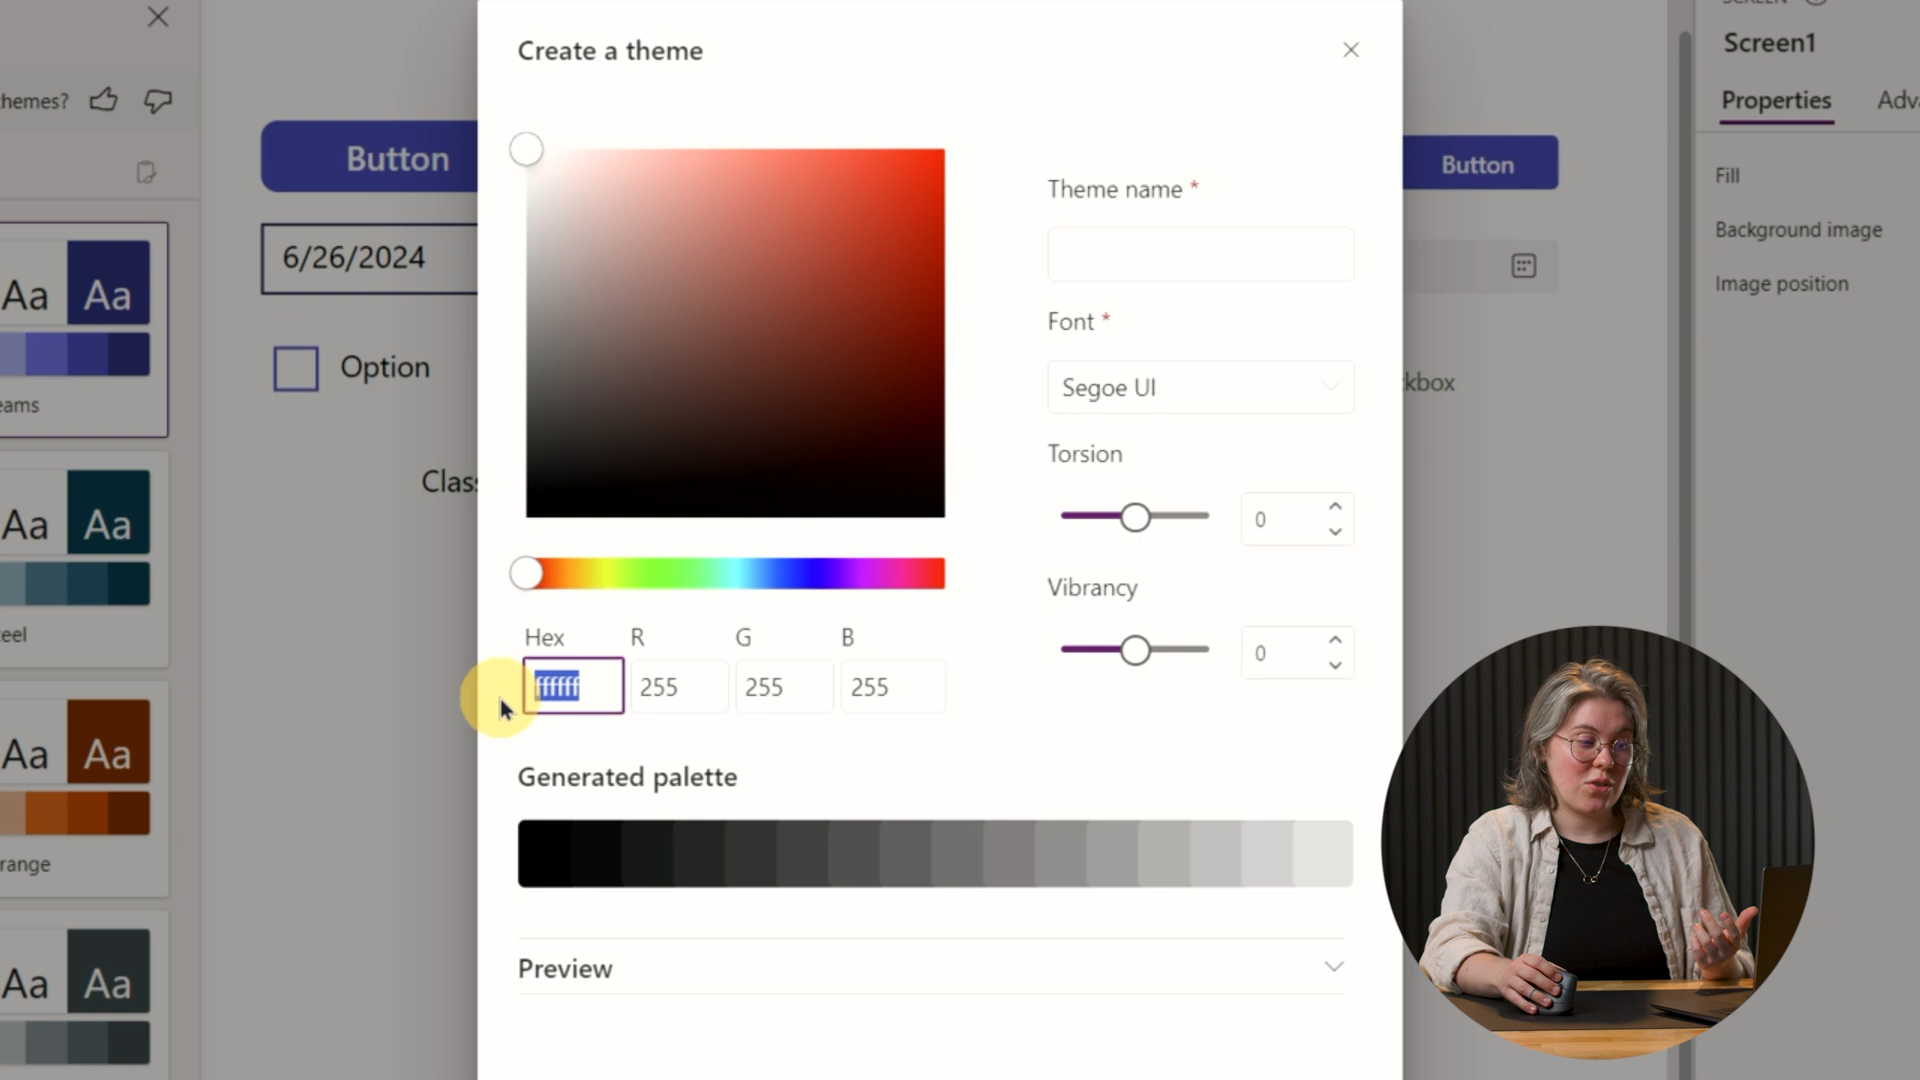 Create a theme
Screen1
Properties
Adv
hemes?
Button
Button
Theme name *
Fill
Background image
6/26/2024
Image position
Aa Aa
Font *
Segoe UI
Option
kbox
eams
Torsion
Class
0
Aa Aa
Vibrancy
Hex R G B
eel
0
ffffff 255 255 255
Aa Aa
Generated palette
range
Preview
Aa Aa